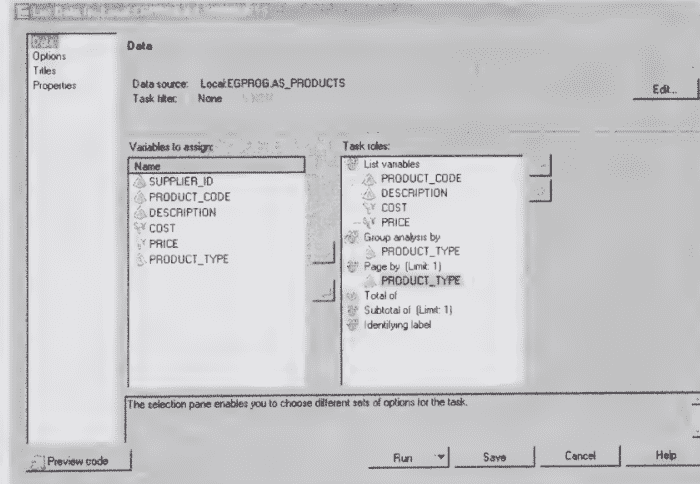 Data
Options
Titles
Properties
Data
Data source: Local:EGPROG.AS_PRODUCTS
Task filter: None
Edit...
Variables to assign:
Name
SUPPLIER_ID
PRODUCT_CODE
DESCRIPTION
COST
PRICE
PRODUCT_TYPE
Task roles:
List variables
PRODUCT_CODE
DESCRIPTION
COST
PRICE
Group analysis by
PRODUCT_TYPE
Page by (Limit: 1)
PRODUCT_TYPE
Total of
Subtotal of (Limit: 1)
Identifying label
The selection pane enables you to choose different sets of options for the task.
Preview code
Run
Save
Cancel
Help